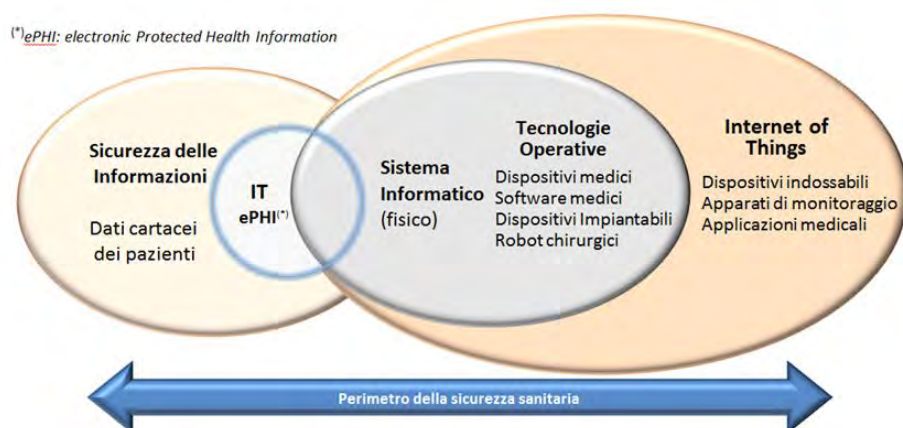 (*)ePHI: electronic Protected Health Information
Sicurezza delle
Informazioni
Dati cartacei
dei pazienti
IT
ePHI(*)
Sistema
Informatico
(fisico)
Tecnologie
Operative
Dispositivi medici
Software medici
Dispositivi Impiantabili
Robot chirurgici
Internet of
Things
Dispositivi indossabili
Apparati di monitoraggio
Applicazioni medicali
Perimetro della sicurezza sanitaria